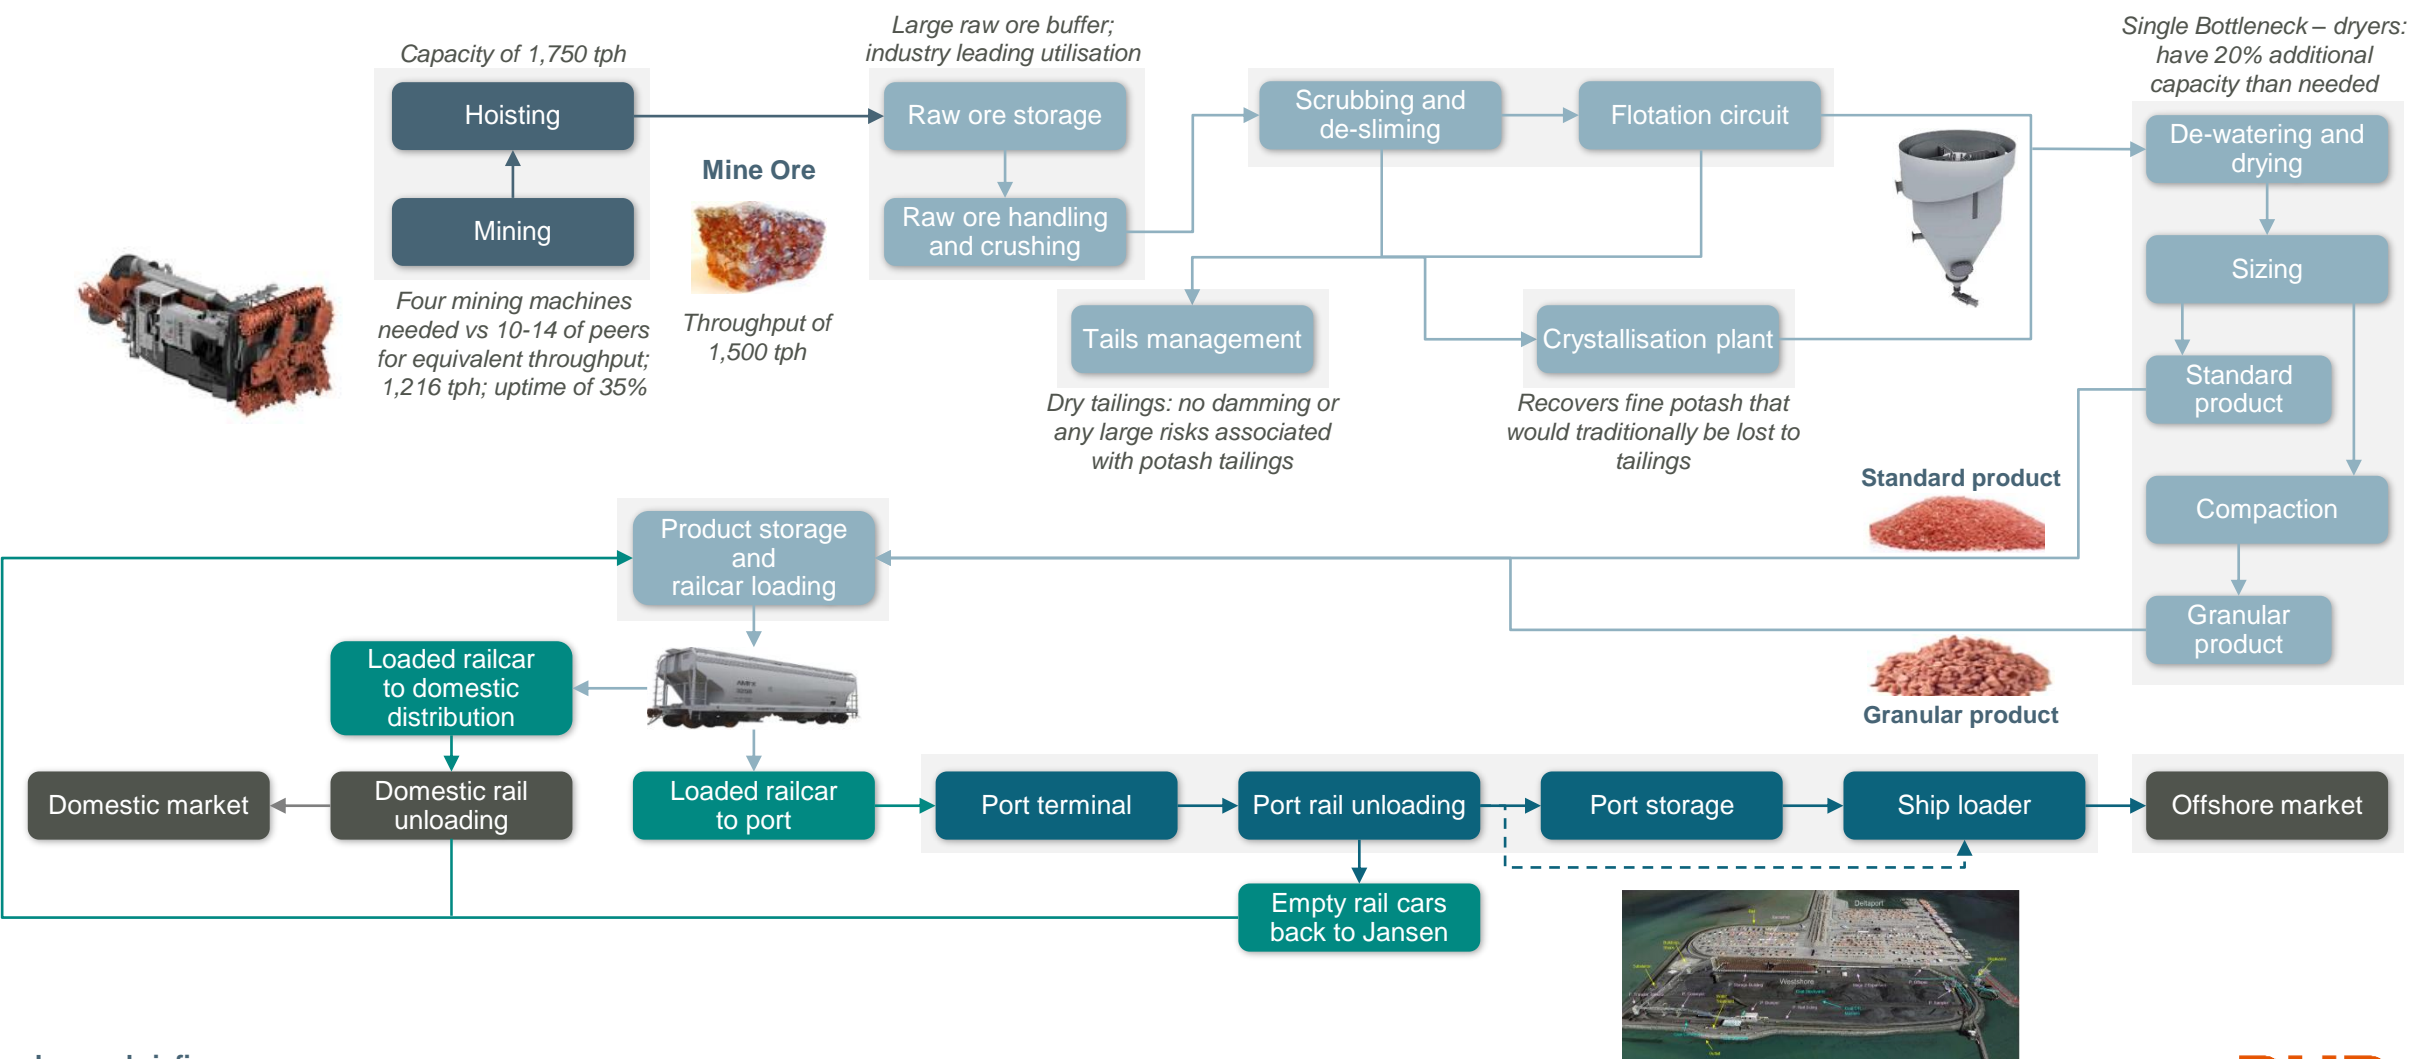 Large raw ore buffer;
industry leading utilisation
Single Bottleneck – dryers:
have 20% additional
capacity than needed
Capacity of 1,750 tph
Hoisting
Raw ore storage
Scrubbing and
de-sliming
Flotation circuit
De-watering and
drying
Mine Ore
Mining
Raw ore handling
and crushing
Sizing
Four mining machines
needed vs 10-14 of peers
for equivalent throughput;
1,216 tph; uptime of 35%
Throughput of
1,500 tph
Tails management
Crystallisation plant
Standard
product
Dry tailings: no damming or
any large risks associated
with potash tailings
Recovers fine potash that
would traditionally be lost to
tailings
Standard product
Compaction
Product storage
and
railcar loading
Granular
product
Granular product
Loaded railcar
to domestic
distribution
Domestic market
Domestic rail
unloading
Loaded railcar
to port
Port terminal
Port rail unloading
Port storage
Ship loader
Offshore market
Empty rail cars
back to Jansen
Deltaport
Westshore